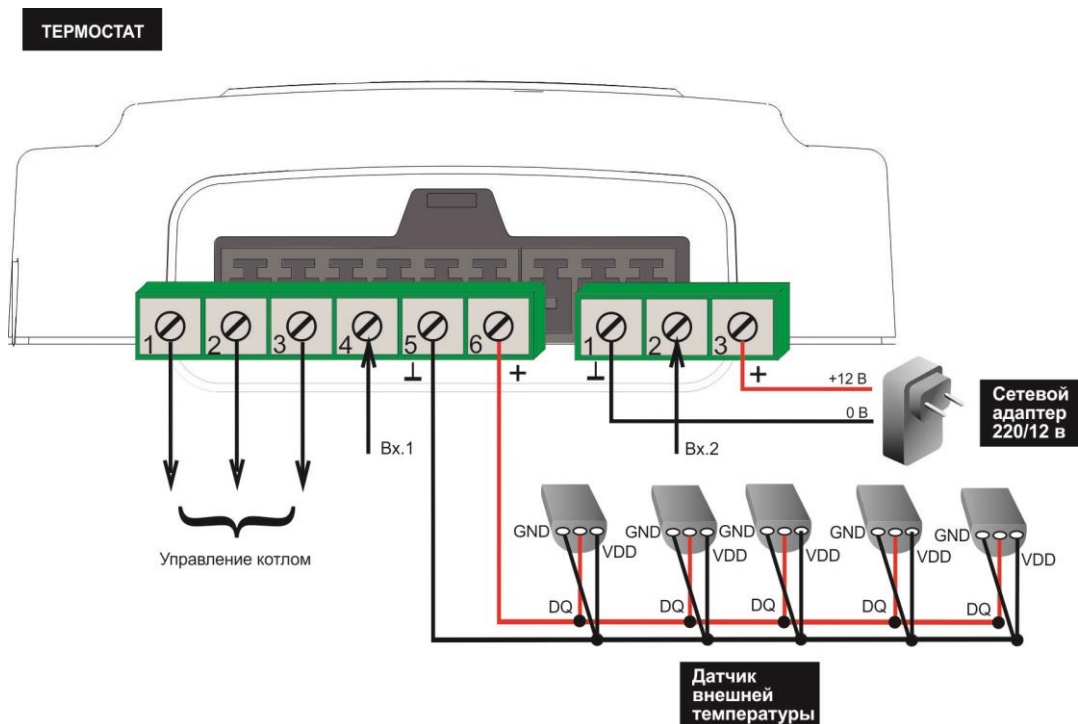 ТЕРМОСТАТ
1 2 3 4 5 6
⊥ +
1 2 3
⊥ +
+12 В
0 В
Сетевой
адаптер
220/12 в
Вх.1
Вх.2
Управление котлом
GND VDD GND VDD GND VDD GND VDD GND VDD
DQ DQ DQ DQ DQ
Датчик
внешней
температуры